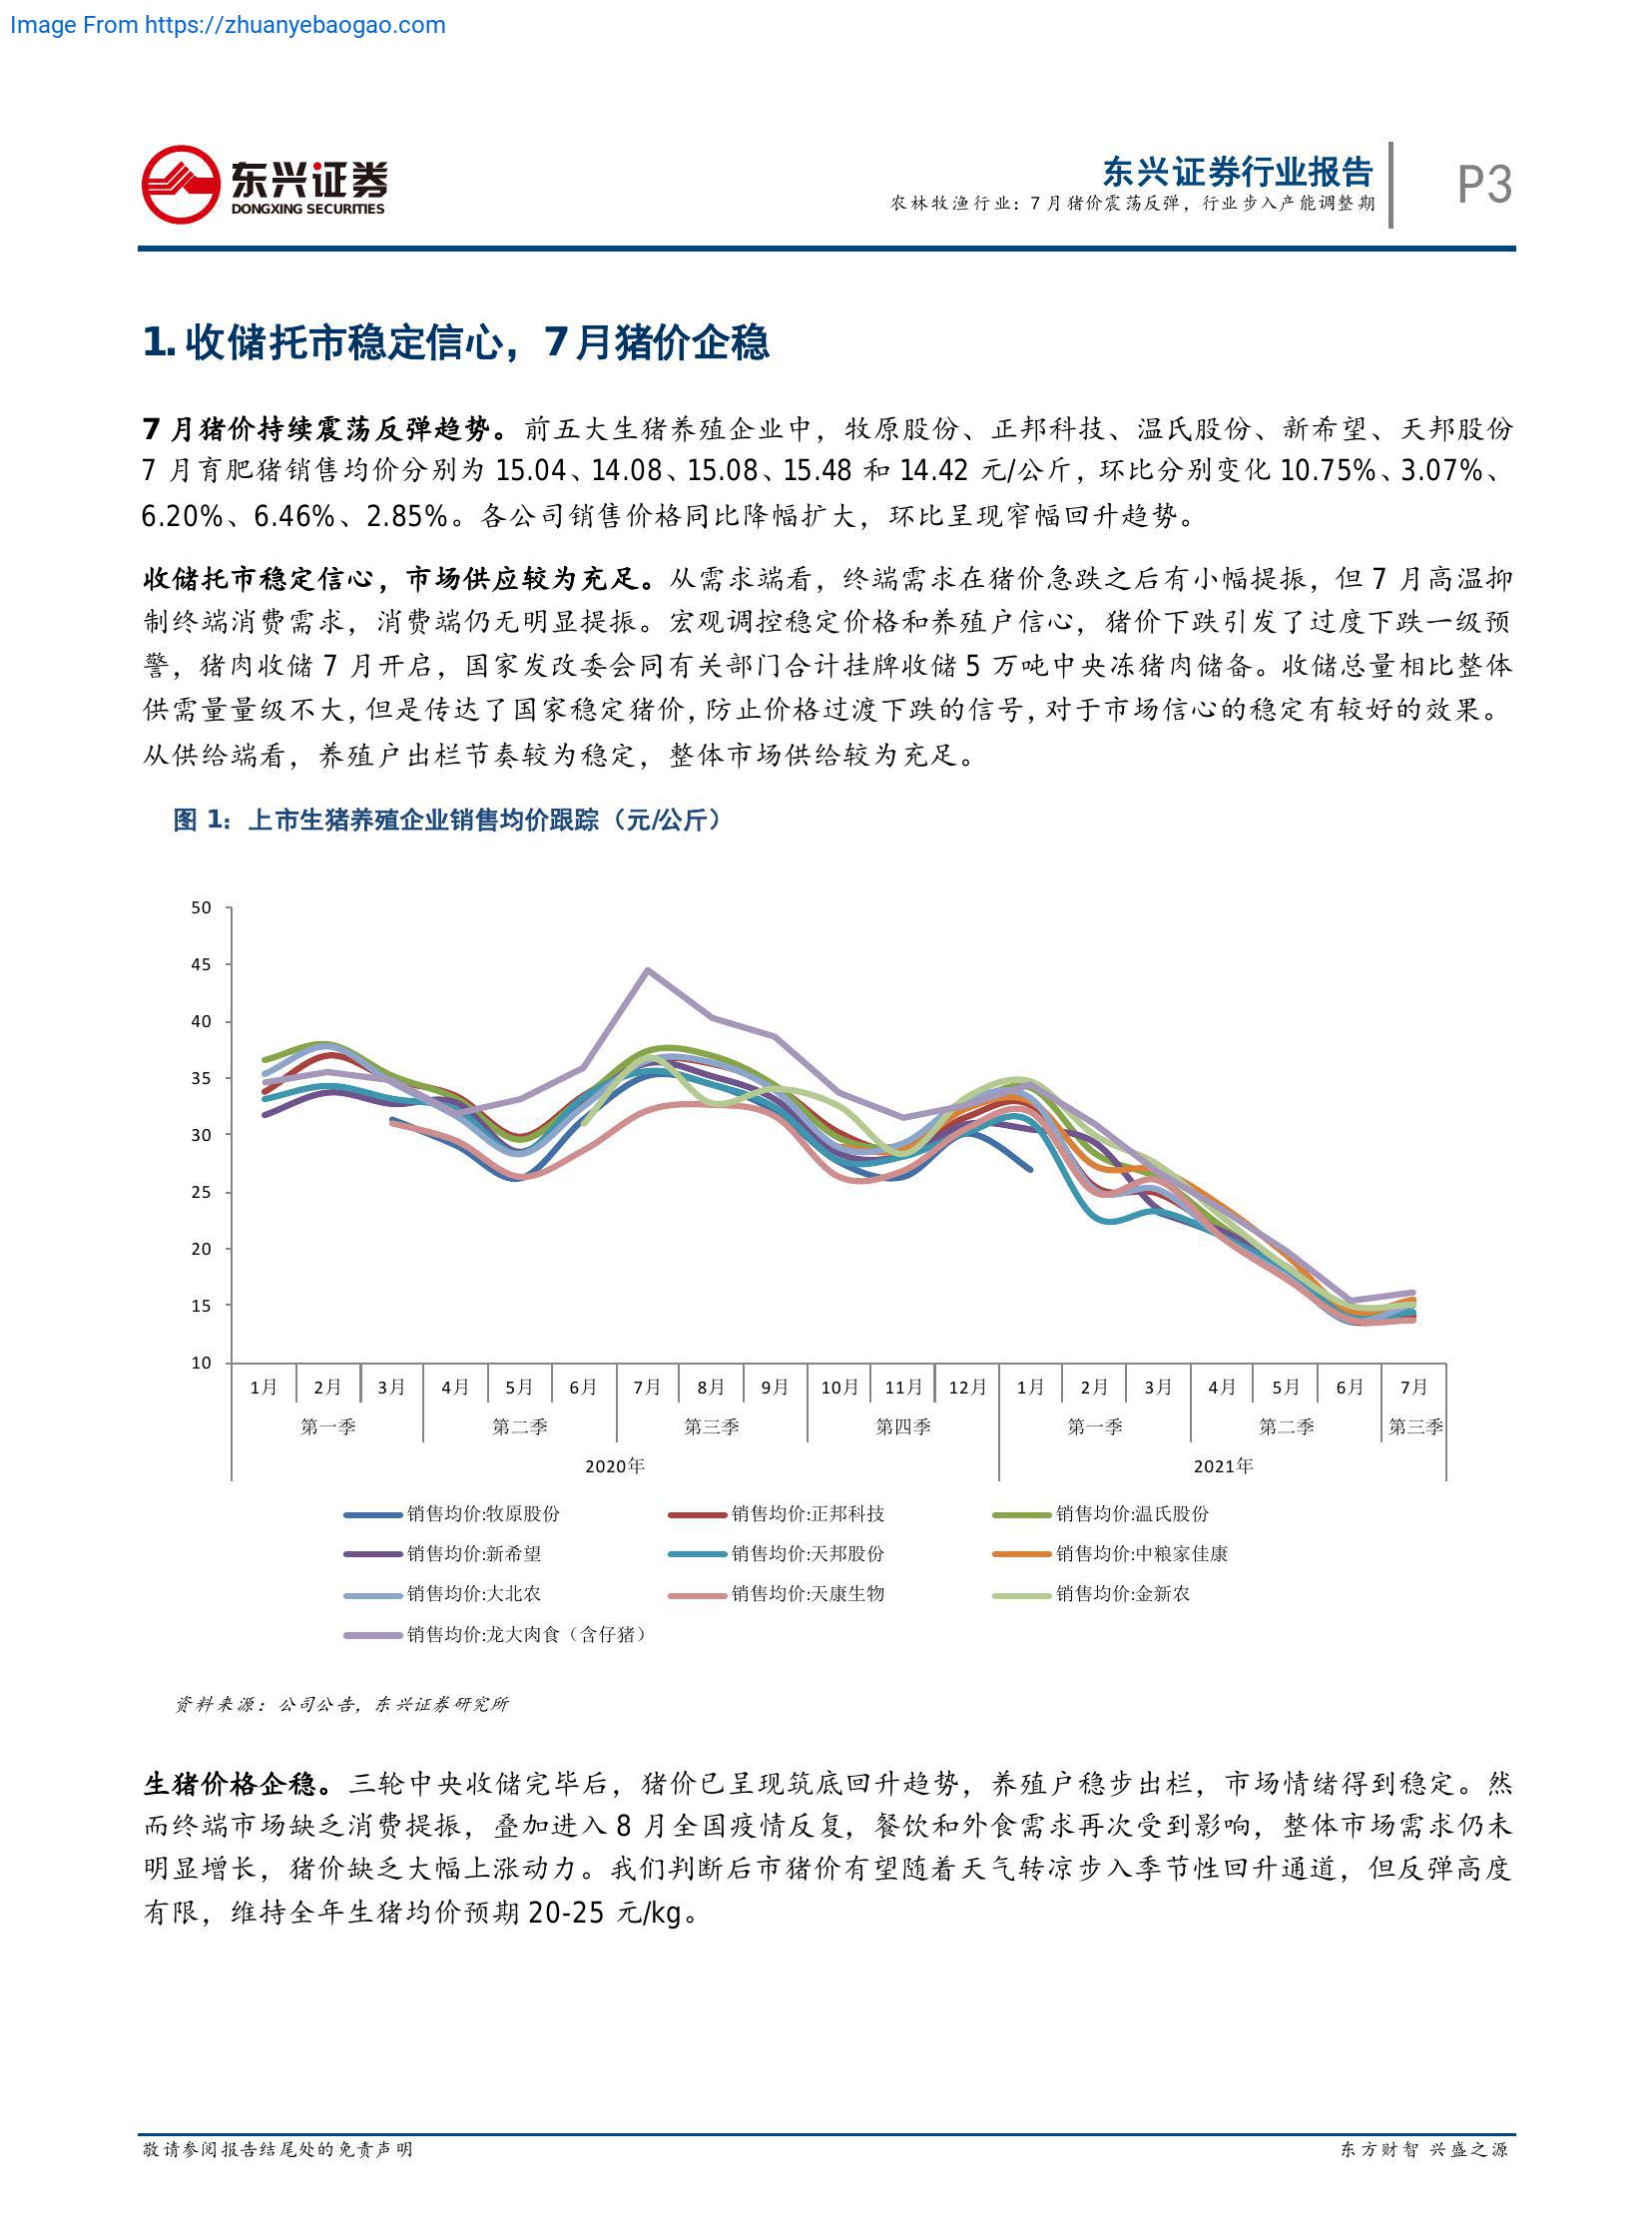 Image From https://zhuanyebaogao.com
东兴证券
DONGXING SECURITIES
东兴证券行业报告
农林牧渔行业：7 月猪价震荡反弹，行业步入产能调整期
P3
1. 收储托市稳定信心，7 月猪价企稳
7 月猪价持续震荡反弹趋势。前五大生猪养殖企业中，牧原股份、正邦科技、温氏股份、新希望、天邦股份
7 月育肥猪销售均价分别为 15.04、14.08、15.08、15.48 和 14.42 元/公斤，环比分别变化 10.75%、3.07%、
6.20%、6.46%、2.85%。各公司销售价格同比降幅扩大，环比呈现窄幅回升趋势。
收储托市稳定信心，市场供应较为充足。从需求端看，终端需求在猪价急跌之后有小幅提振，但 7 月高温抑
制终端消费需求，消费端仍无明显提振。宏观调控稳定价格和养殖户信心，猪价下跌引发了过度下跌一级预
警，猪肉收储 7 月开启，国家发改委会同有关部门合计挂牌收储 5 万吨中央冻猪肉储备。收储总量相比整体
供需量量级不大，但是传达了国家稳定猪价，防止价格过渡下跌的信号，对于市场信心的稳定有较好的效果。
从供给端看，养殖户出栏节奏较为稳定，整体市场供给较为充足。
图 1：上市生猪养殖企业销售均价跟踪（元/公斤）
50
45
40
35
30
25
20
15
10
1月 2月 3月 4月 5月 6月 7月 8月 9月 10月 11月 12月 1月 2月 3月 4月 5月 6月 7月
第一季 第二季 第三季 第四季 第一季 第二季 第三季
2020年 2021年
销售均价:牧原股份 销售均价:正邦科技 销售均价:温氏股份
销售均价:新希望 销售均价:天邦股份 销售均价:中粮家佳康
销售均价:大北农 销售均价:天康生物 销售均价:金新农
销售均价:龙大肉食（含仔猪）
资料来源：公司公告，东兴证券研究所
生猪价格企稳。三轮中央收储完毕后，猪价已呈现筑底回升趋势，养殖户稳步出栏，市场情绪得到稳定。然
而终端市场缺乏消费提振，叠加进入 8 月全国疫情反复，餐饮和外食需求再次受到影响，整体市场需求仍未
明显增长，猪价缺乏大幅上涨动力。我们判断后市猪价有望随着天气转凉步入季节性回升通道，但反弹高度
有限，维持全年生猪均价预期 20-25 元/kg。
敬请参阅报告结尾处的免责声明
东方财智 兴盛之源